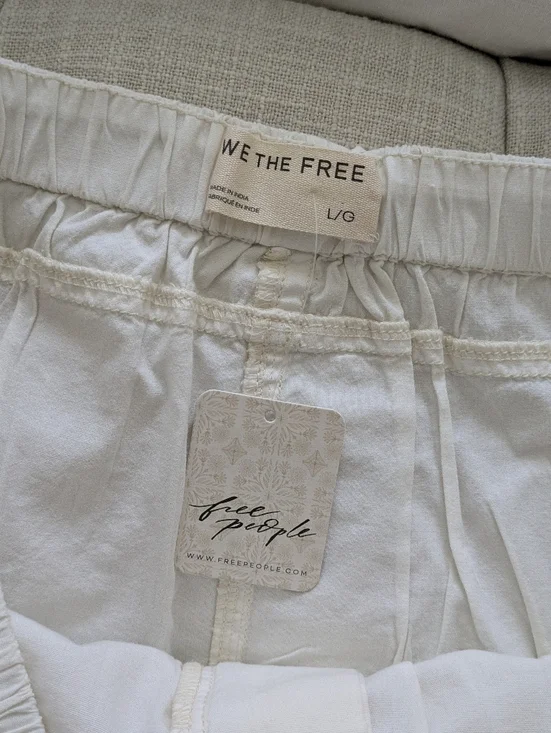 WE THE FREE
MADE IN INDIA
FABRIQUÉ EN INDE
L/G
free
people
WWW.FREEPEOPLE.COM